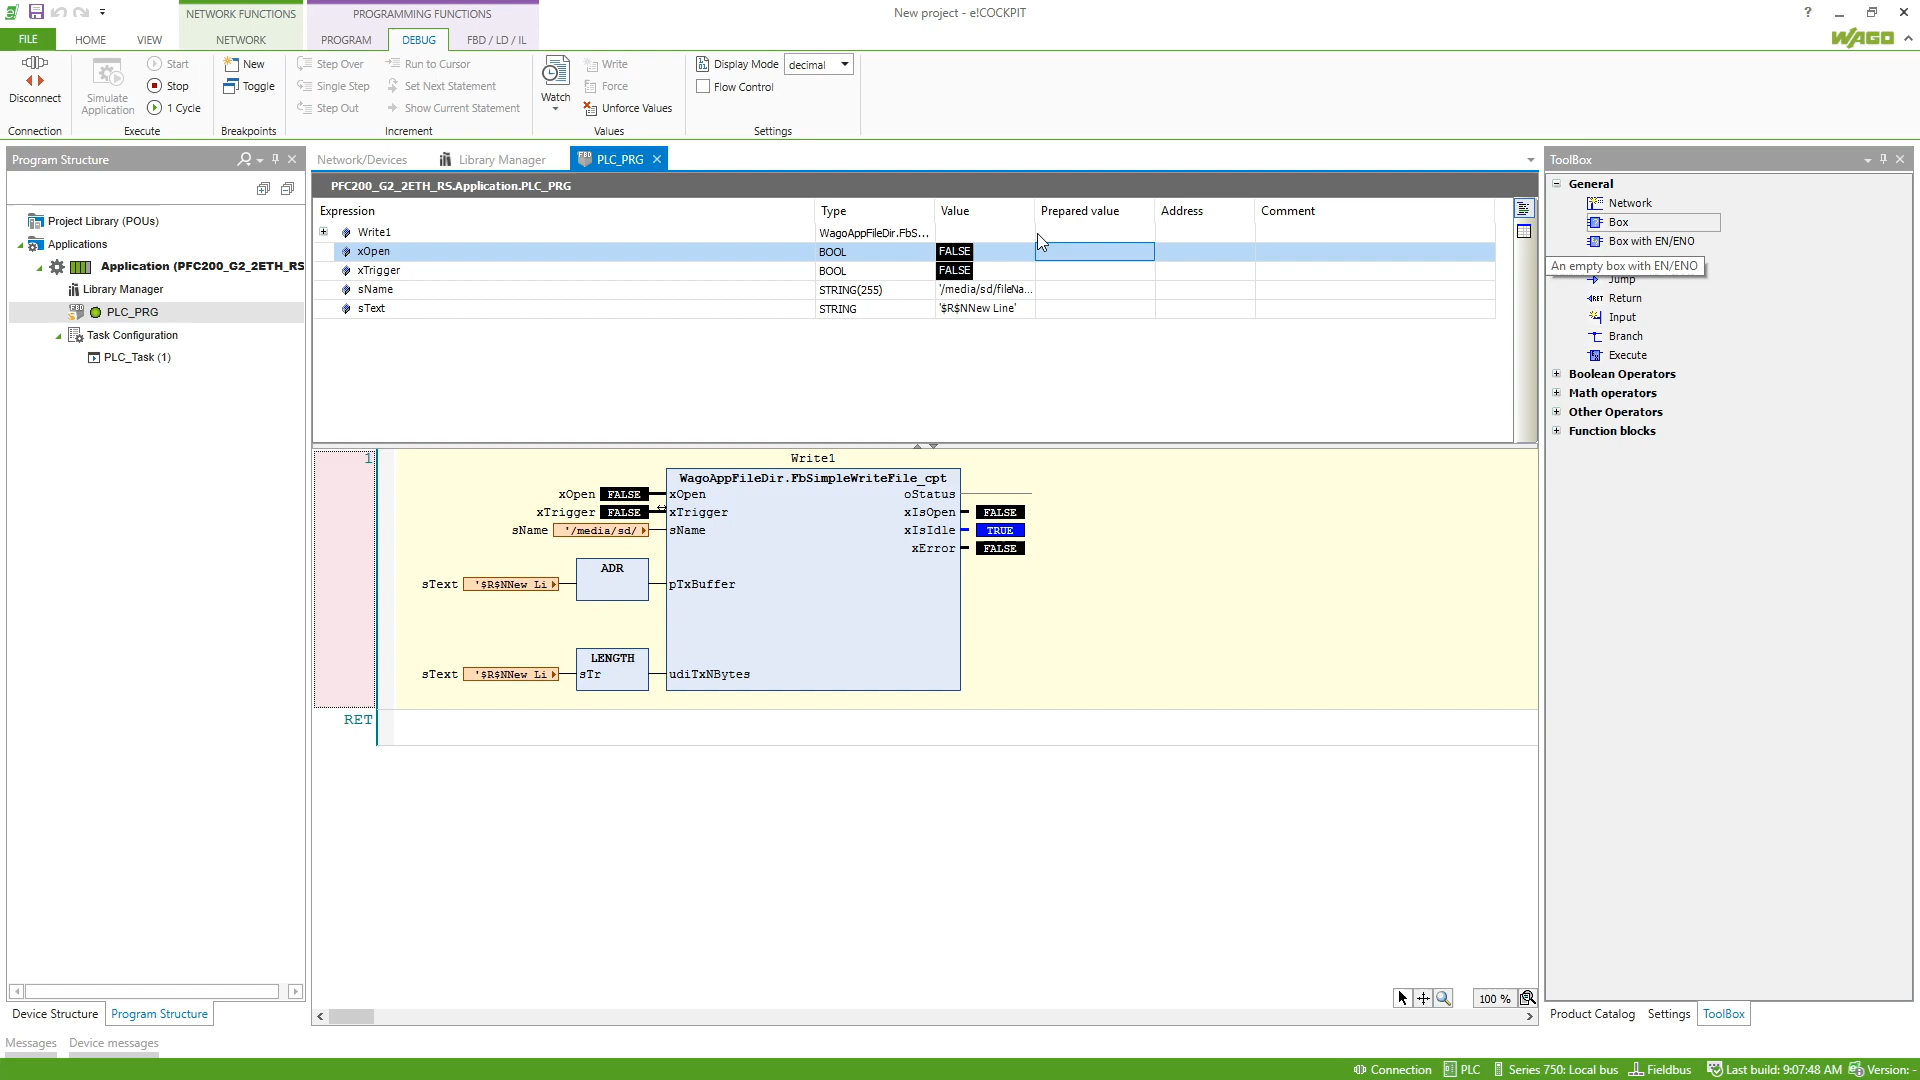 New project - e!COCKPIT
?
NETWORK FUNCTIONS
PROGRAMMING FUNCTIONS
FILE
HOME
VIEW
NETWORK
PROGRAM
DEBUG
FBD / LD / IL
WAGO
Disconnect
Connection
Simulate
Application
Start
Stop
1 Cycle
Execute
New
Toggle
Breakpoints
Step Over
Single Step
Step Out
Run to Cursor
Set Next Statement
Show Current Statement
Increment
Watch
Write
Force
Unforce Values
Values
Display Mode
decimal
Flow Control
Settings
Program Structure
Project Library (POUs)
Applications
Application (PFC200_G2_2ETH_RS
Library Manager
PLC_PRG
Task Configuration
PLC_Task (1)
Device Structure
Program Structure
Network/Devices
Library Manager
PLC_PRG
PFC200_G2_2ETH_RS.Application.PLC_PRG
Expression Type Value Prepared value Address Comment
Write1 WagoAppFileDir.FbS...
xOpen BOOL FALSE
xTrigger BOOL FALSE
sName STRING(255) '/media/sd/fileNa...
sText STRING '$R$NNew Line'
1
Write1
WagoAppFileDir.FbSimpleWriteFile_cpt
xOpen FALSE xOpen oStatus
xTrigger FALSE xTrigger xIsOpen FALSE
sName '/media/sd/ sName xIsIdle TRUE
xError FALSE
ADR
sText '$R$NNew Li pTxBuffer
LENGTH
sText '$R$NNew Li sTr udiTxNBytes
RET
100 %
ToolBox
General
Network
Box
Box with EN/ENO
An empty box with EN/ENO
Jump
Return
Input
Branch
Execute
Boolean Operators
Math operators
Other Operators
Function blocks
Product Catalog
Settings
ToolBox
Messages
Device messages
Connection
PLC
Series 750: Local bus
Fieldbus
Last build: 9:07:48 AM
Version: -